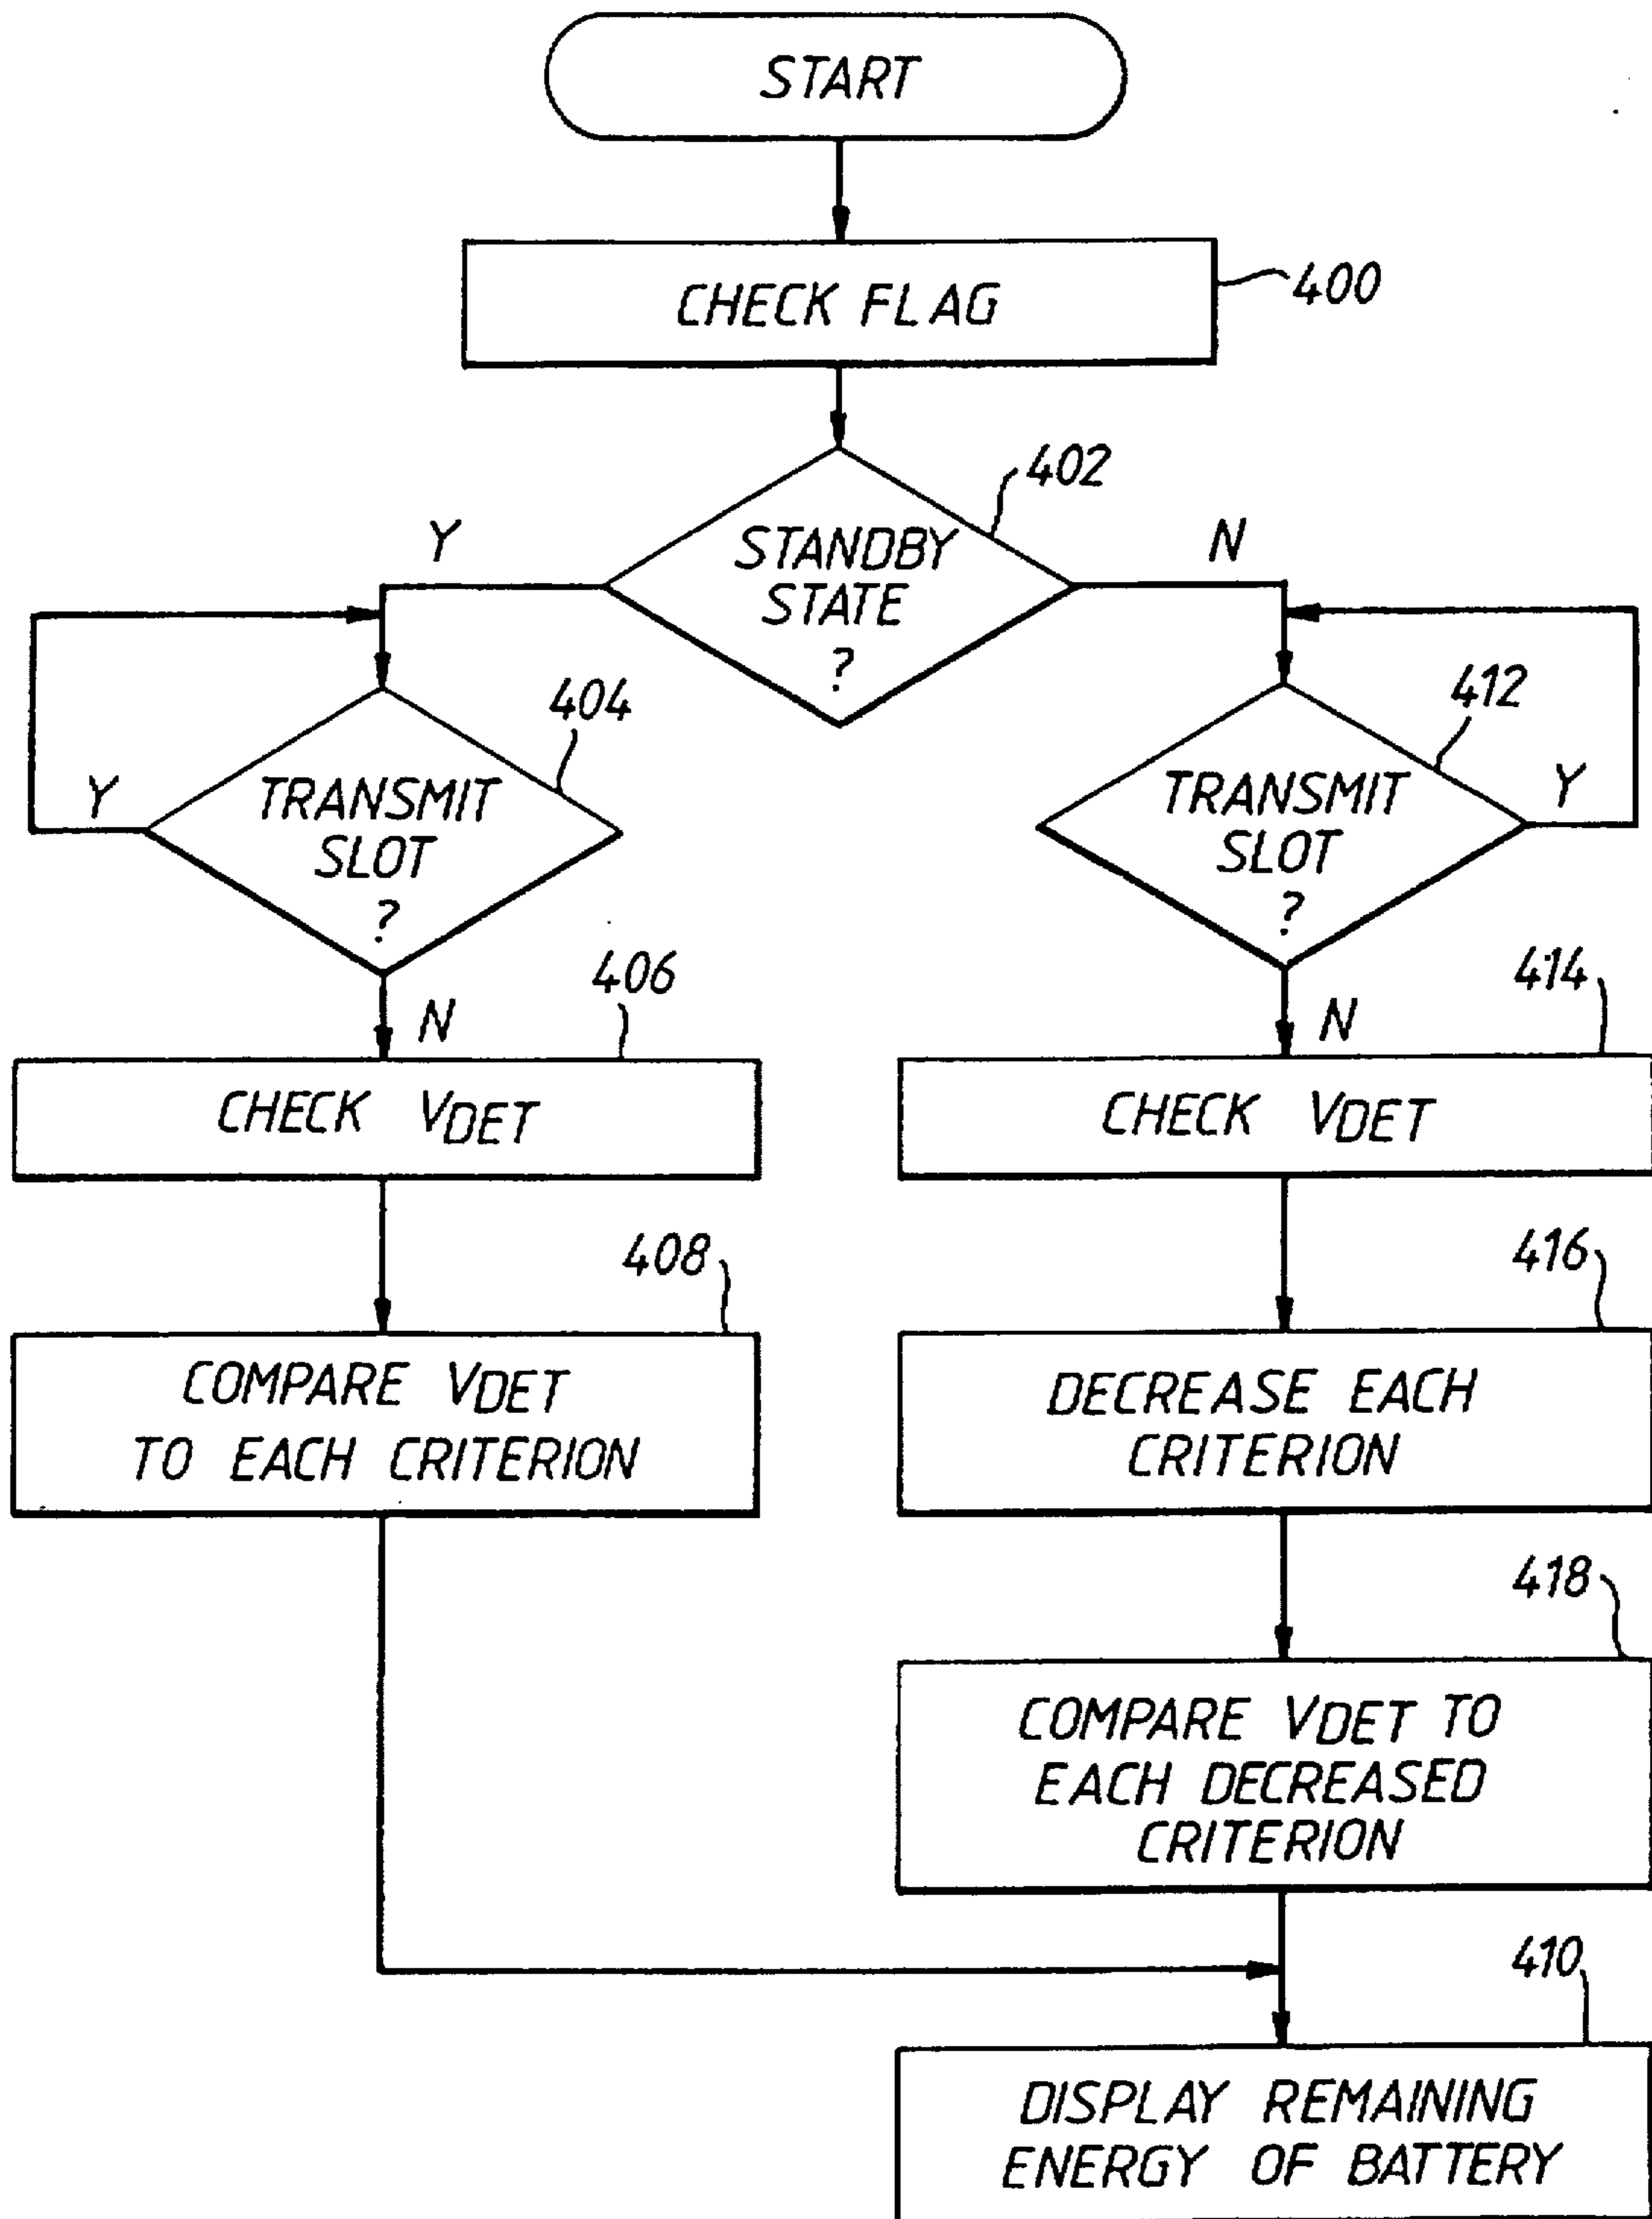 START
CHECK FLAG
400
402
Y
STANDBY
STATE
?
N
404
412
Y
TRANSMIT
SLOT
?
TRANSMIT
SLOT
?
Y
406
414
N
N
CHECK VDET
CHECK VDET
408
416
COMPARE VDET
TO EACH CRITERION
DECREASE EACH
CRITERION
418
COMPARE VDET TO
EACH DECREASED
CRITERION
410
DISPLAY REMAINING
ENERGY OF BATTERY